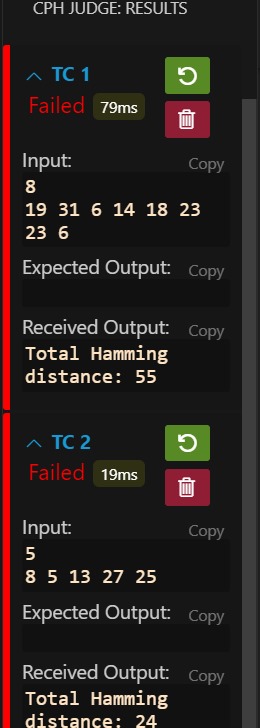 CPH JUDGE: RESULTS
TC 1
Failed 79ms
Input: Copy
8
19 31 6 14 18 23
23 6
Expected Output: Copy
Received Output: Copy
Total Hamming
distance: 55
TC 2
Failed 19ms
Input: Copy
5
8 5 13 27 25
Expected Output: Copy
Received Output: Copy
Total Hamming
distance: 24